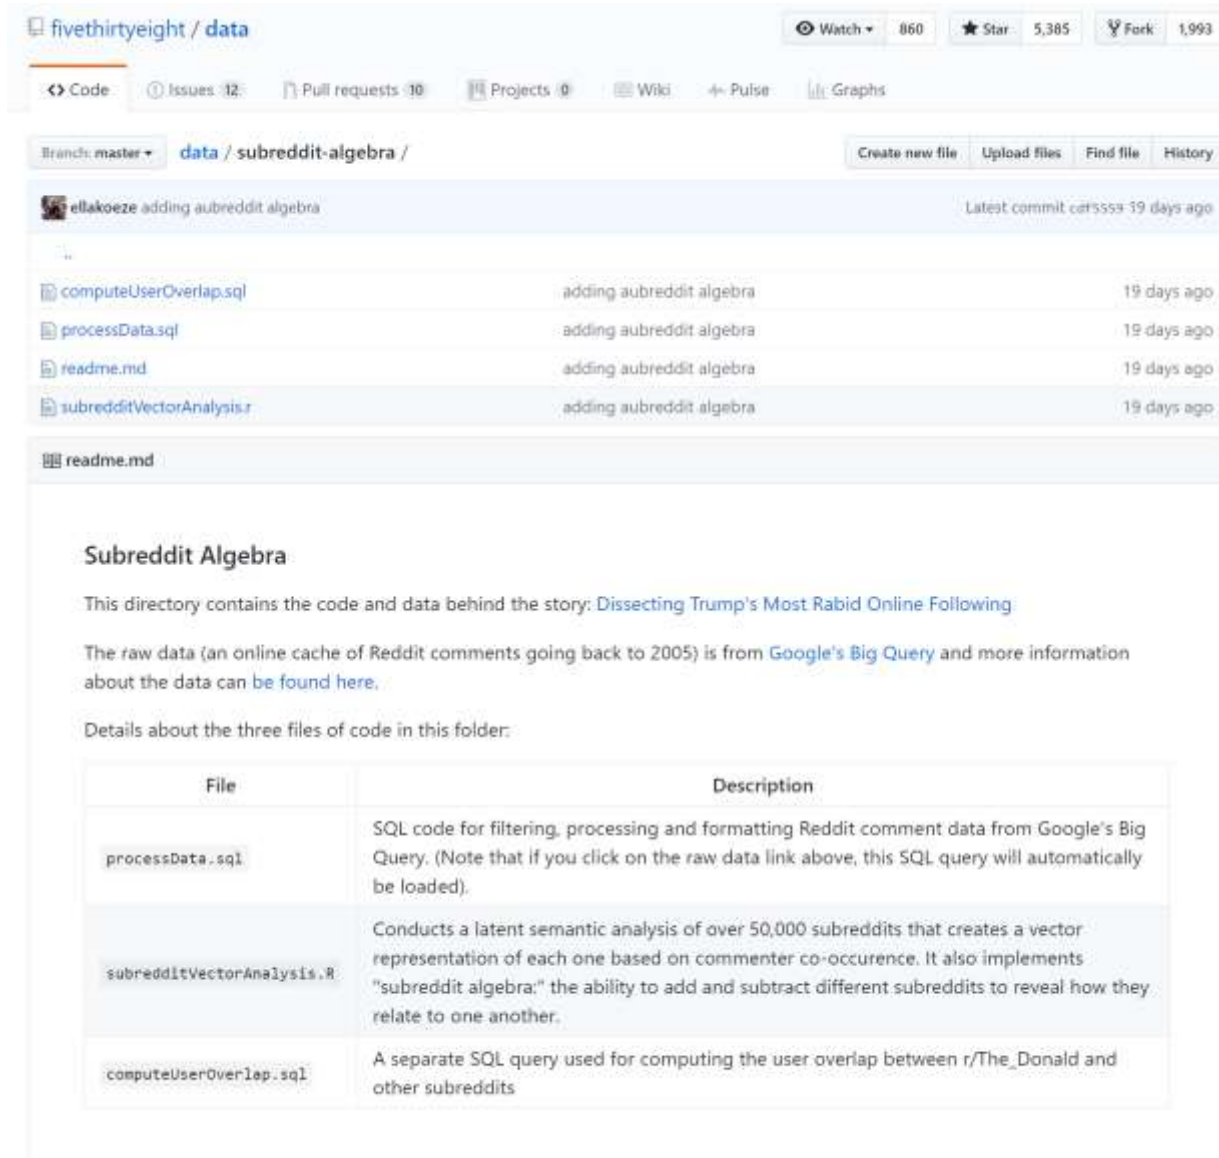 fivethirtyeight / data
Watch 860 Star 5,385 Fork 1,993
Code Issues 12 Pull requests 10 Projects 0 Wiki Pulse Graphs
Branch: master data / subreddit-algebra / Create new file Upload files Find file History
ellakoeze adding aubreddit algebra Latest commit 19 days ago
..
computeUserOverlap.sql adding aubreddit algebra 19 days ago
processData.sql adding aubreddit algebra 19 days ago
readme.md adding aubreddit algebra 19 days ago
subredditVectorAnalysis.r adding aubreddit algebra 19 days ago
readme.md
Subreddit Algebra
This directory contains the code and data behind the story: Dissecting Trump's Most Rabid Online Following
The raw data (an online cache of Reddit comments going back to 2005) is from Google's Big Query and more information
about the data can be found here.
Details about the three files of code in this folder:
File Description
processData.sql
SQL code for filtering, processing and formatting Reddit comment data from Google's Big
Query. (Note that if you click on the raw data link above, this SQL query will automatically
be loaded).
subredditVectorAnalysis.R
Conducts a latent semantic analysis of over 50,000 subreddits that creates a vector
representation of each one based on commenter co-occurence. It also implements
"subreddit algebra:" the ability to add and subtract different subreddits to reveal how they
relate to one another.
computeUserOverlap.sql
A separate SQL query used for computing the user overlap between r/The_Donald and
other subreddits